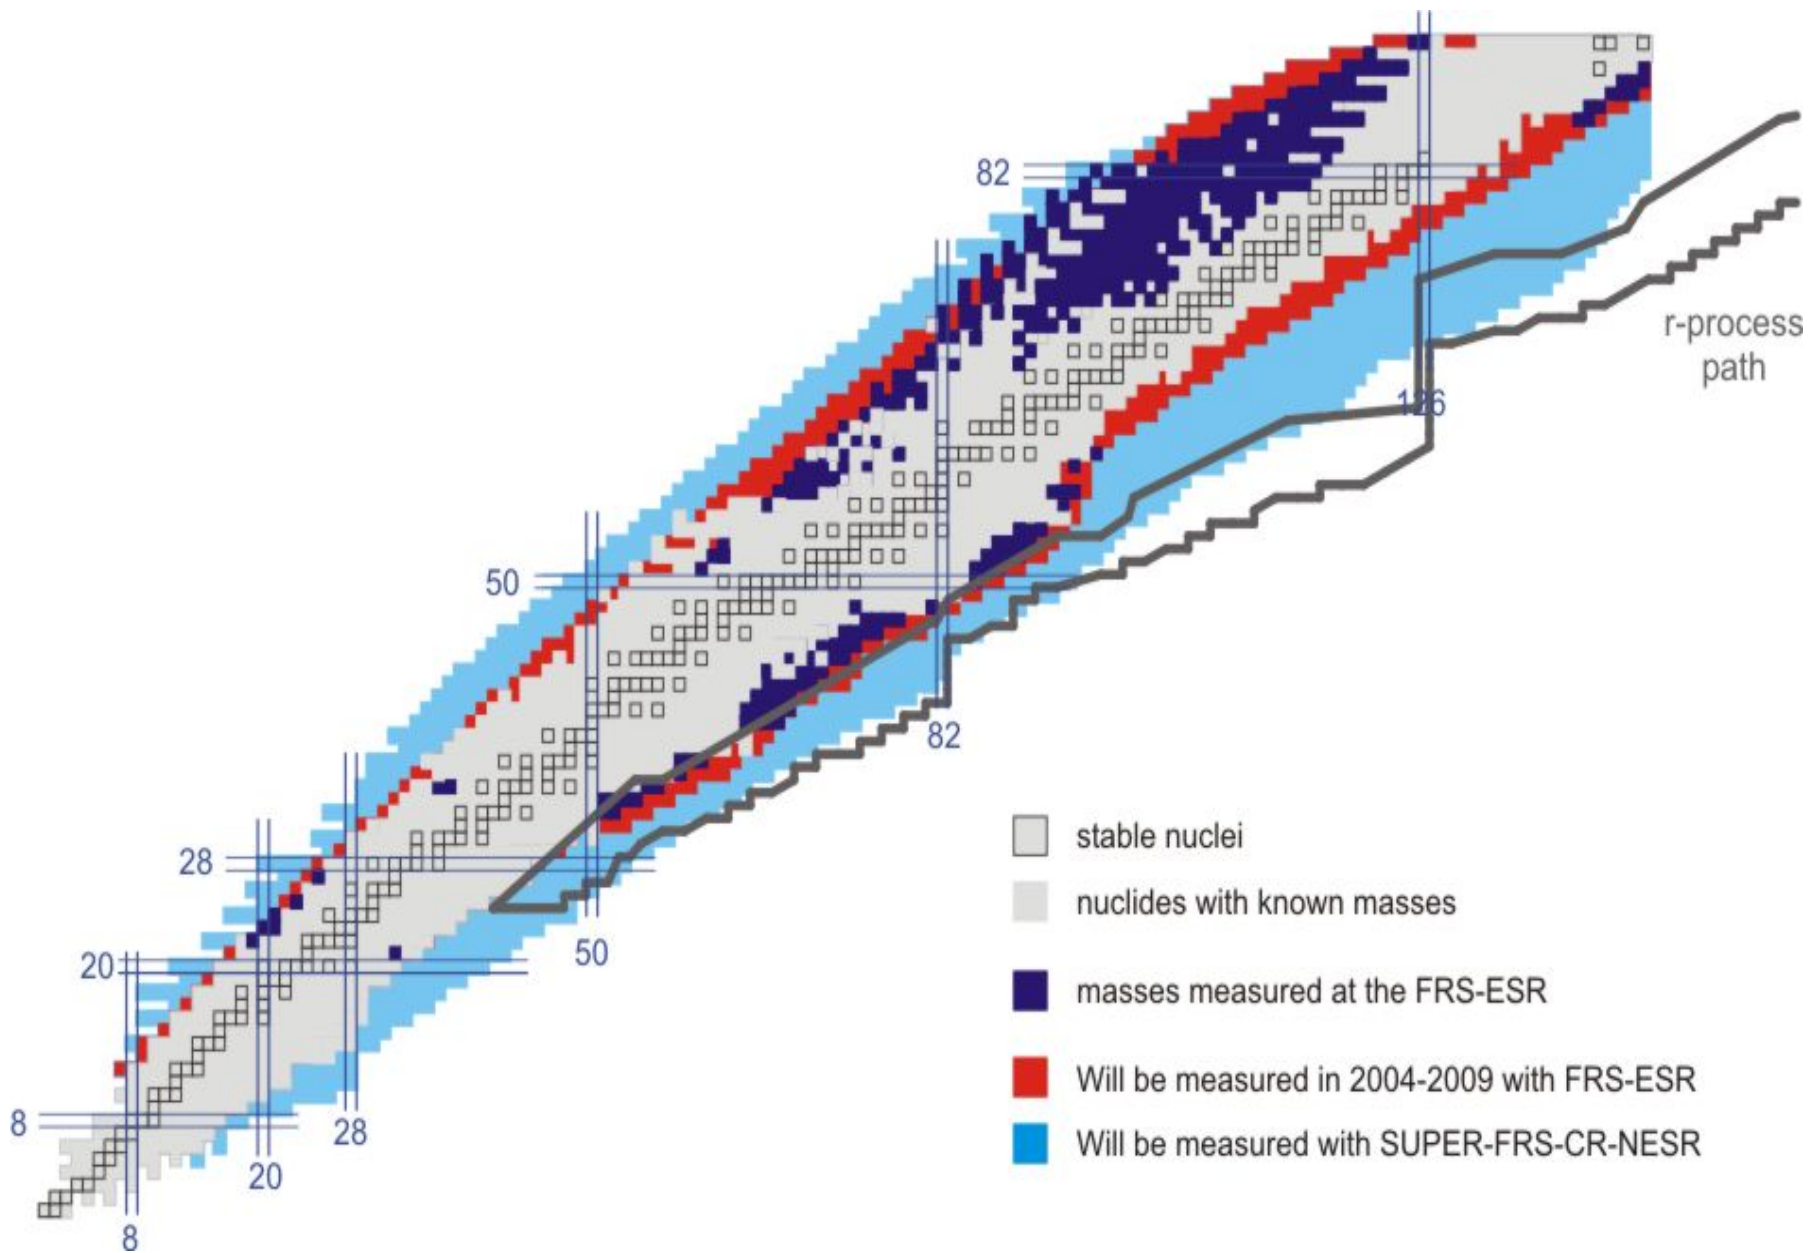 82
r-process
path
126
50
82
28
50
20
8
28
20
8
stable nuclei
nuclides with known masses
masses measured at the FRS-ESR
Will be measured in 2004-2009 with FRS-ESR
Will be measured with SUPER-FRS-CR-NESR